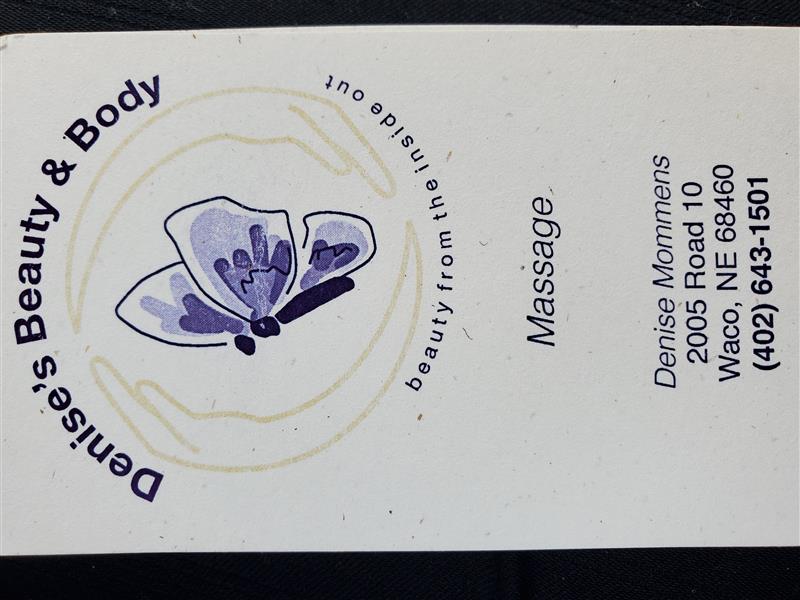 Denise's Beauty & Body
beauty from the inside out
Massage
Denise Mommens
2005 Road 10
Waco, NE 68460
(402) 643-1501